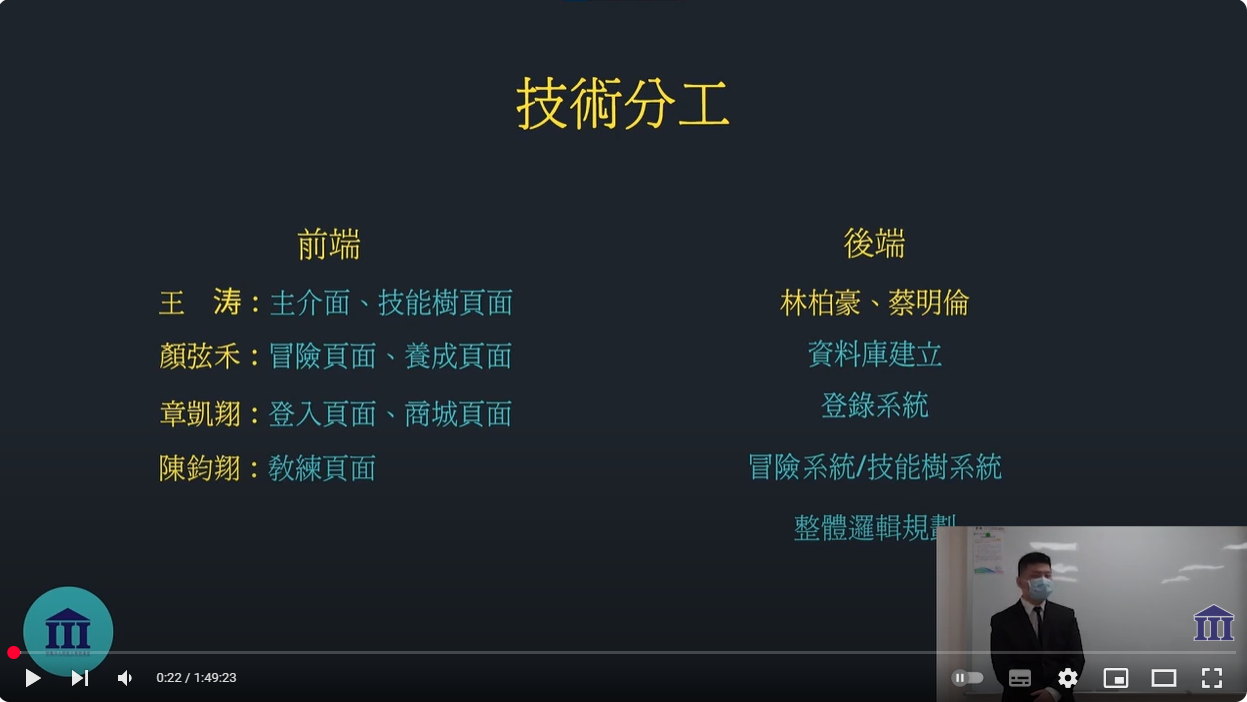 技術分工
前端
王　涛：主介面、技能樹頁面
顏弦禾：冒險頁面、養成頁面
章凱翔：登入頁面、商城頁面
陳鈞翔：教練頁面
後端
林柏豪、蔡明倫
資料庫建立
登錄系統
冒險系統/技能樹系統
整體邏輯規劃
0:22 / 1:49:23